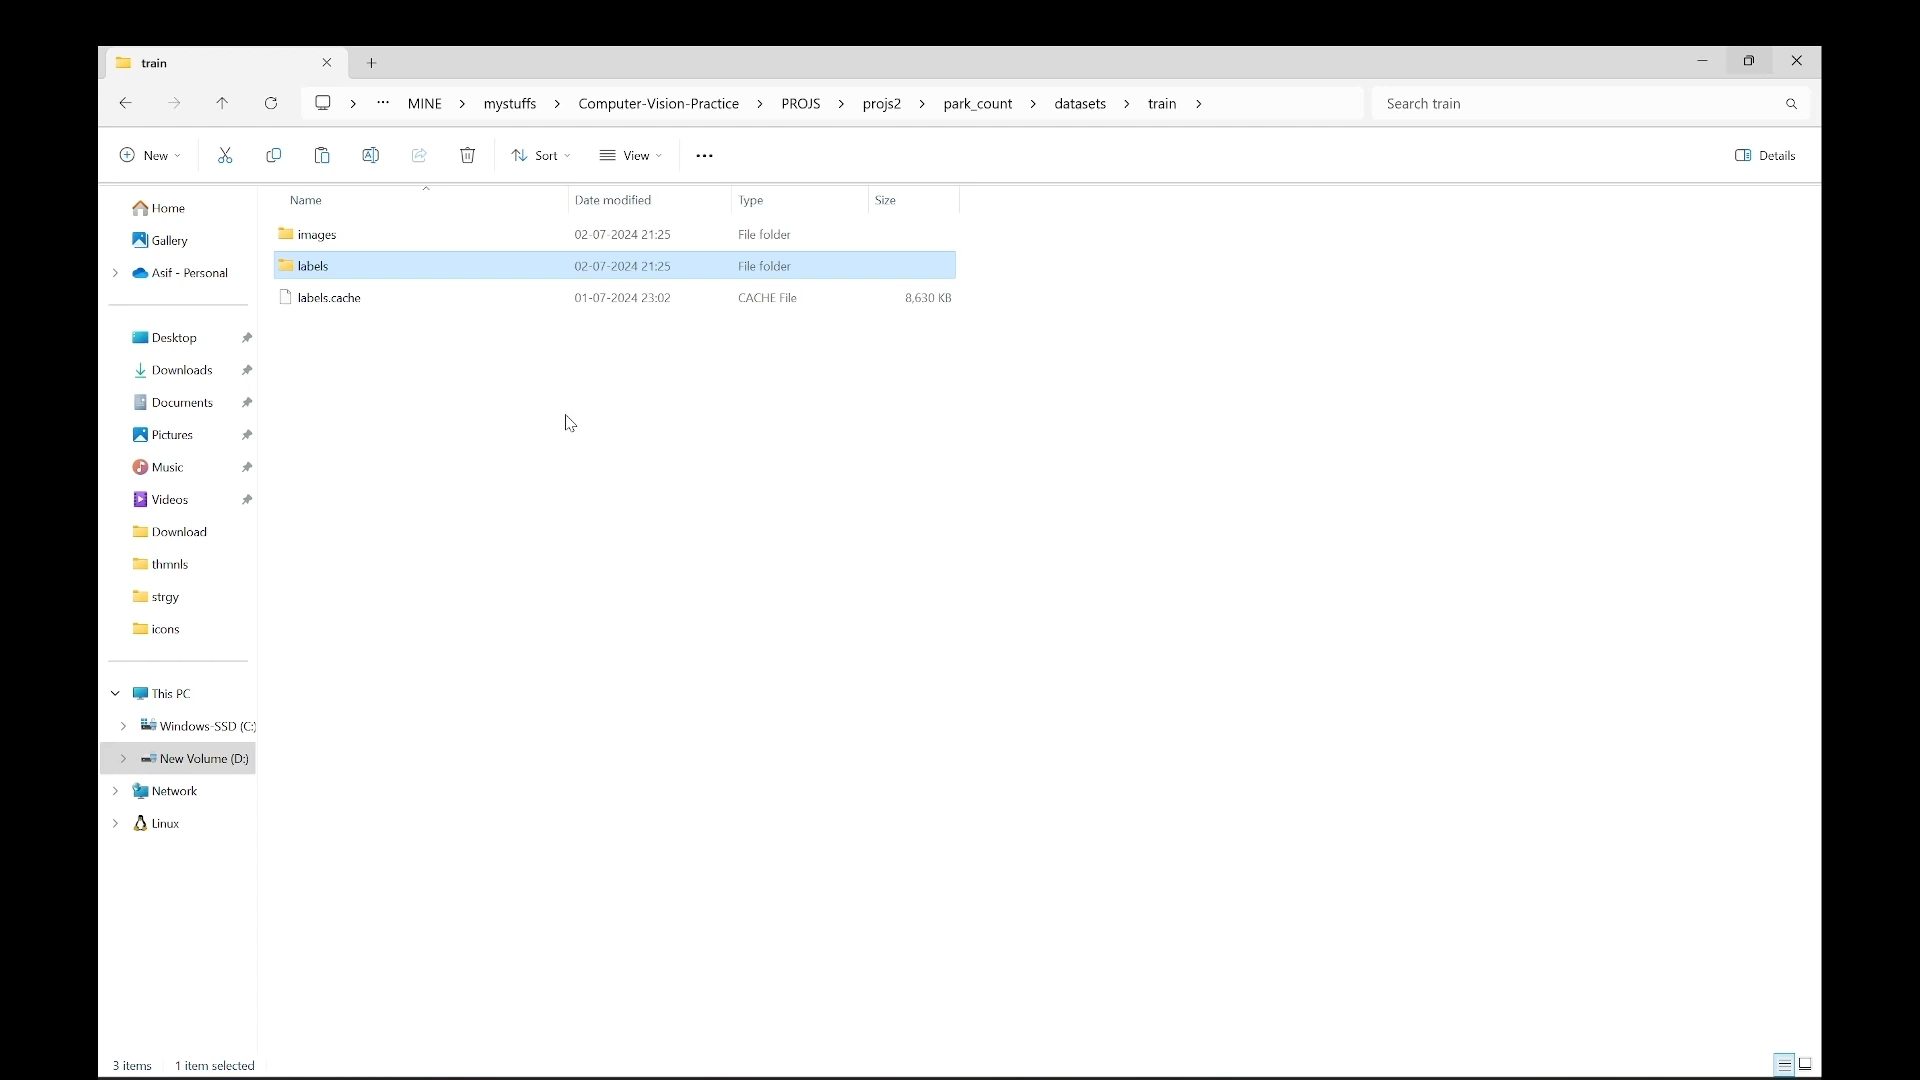 train
MINE > mystuffs > Computer-Vision-Practice > PROJS > projs2 > park_count > datasets > train >
Search train
New
Sort
View
Details
Name Date modified Type Size
images 02-07-2024 21:25 File folder
labels 02-07-2024 21:25 File folder
labels.cache 01-07-2024 23:02 CACHE File 8,630 KB
Home
Gallery
Asif - Personal
Desktop
Downloads
Documents
Pictures
Music
Videos
Download
thmnls
strgy
icons
This PC
Windows-SSD (C:)
New Volume (D:)
Network
Linux
3 items 1 item selected